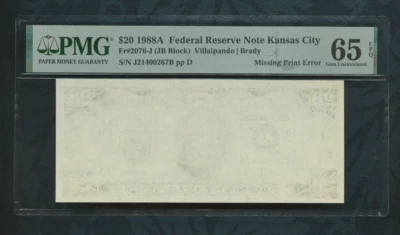 PMG
PAPER MONEY GUARANTY
$20 1988A Federal Reserve Note Kansas City
Fr#2076-J (JB Block) Villalpando | Brady
S/N J21400267B pp D
Missing Print Error
65 EPQ
Gem Uncirculated